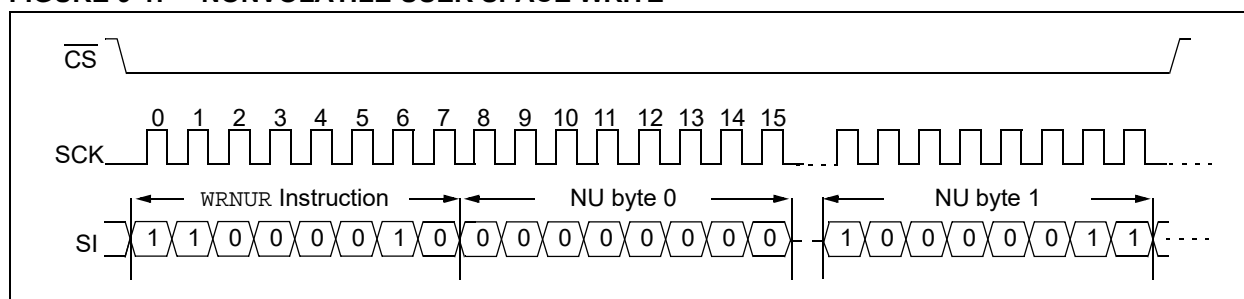 FIGURE 5-1: NONVOLATILE USER SPACE WRITE
CS
0 1 2 3 4 5 6 7 8 9 10 11 12 13 14 15
SCK
WRNUR Instruction NU byte 0 NU byte 1
SI 1 1 0 0 0 0 1 0 0 0 0 0 0 0 0 0 1 0 0 0 0 0 1 1